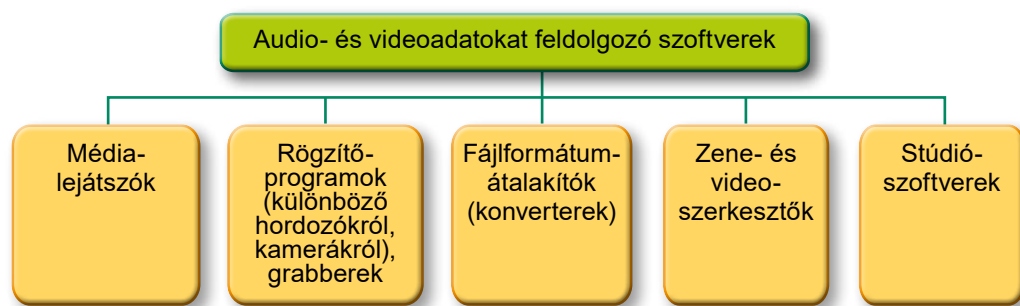 Audio- és videoadatokat feldolgozó szoftverek
Média-
lejátszók
Rögzítő-
programok
(különböző
hordozókról,
kamerákról),
grabberek
Fájlformátum-
átalakítók
(konverterek)
Zene- és
video-
szerkesztők
Stúdió-
szoftverek